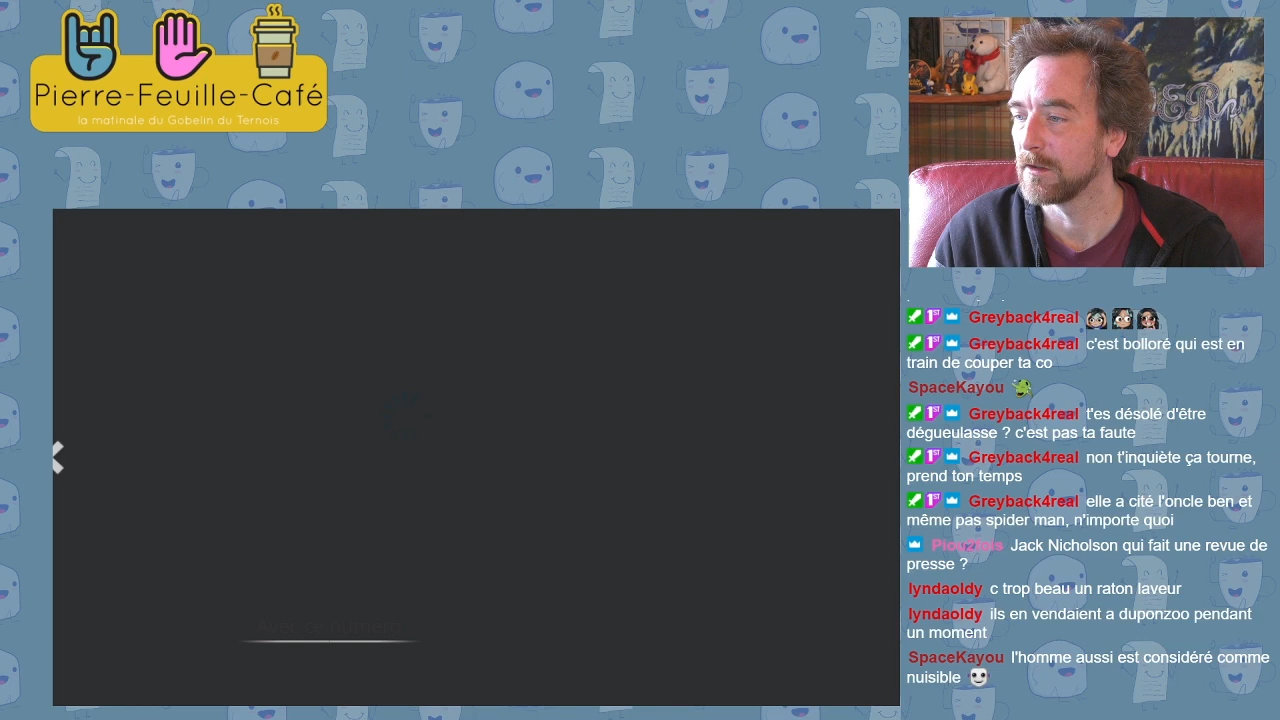 Pierre-Feuille-Café
la matinale du Gobelin du Ternois
ERn
Greyback4real
Greyback4real c'est bolloré qui est en
train de couper ta co
SpaceKayou
Greyback4real t'es désolé d'être
dégueulasse ? c'est pas ta faute
Greyback4real non t'inquiète ça tourne,
prend ton temps
Greyback4real elle a cité l'oncle ben et
même pas spider man, n'importe quoi
Jack Nicholson qui fait une revue de
presse ?
lyndaoldy c trop beau un raton laveur
lyndaoldy ils en vendaient a duponzoo pendant
un moment
SpaceKayou l'homme aussi est considéré comme
nuisible
Avec ce numéro